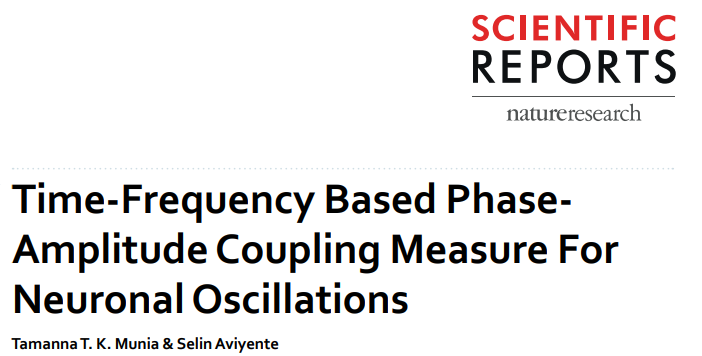 SCIENTIFIC
REPORTS
natureresearch
Time-Frequency Based Phase-
Amplitude Coupling Measure For
Neuronal Oscillations
Tamanna T. K. Munia & Selin Aviyente